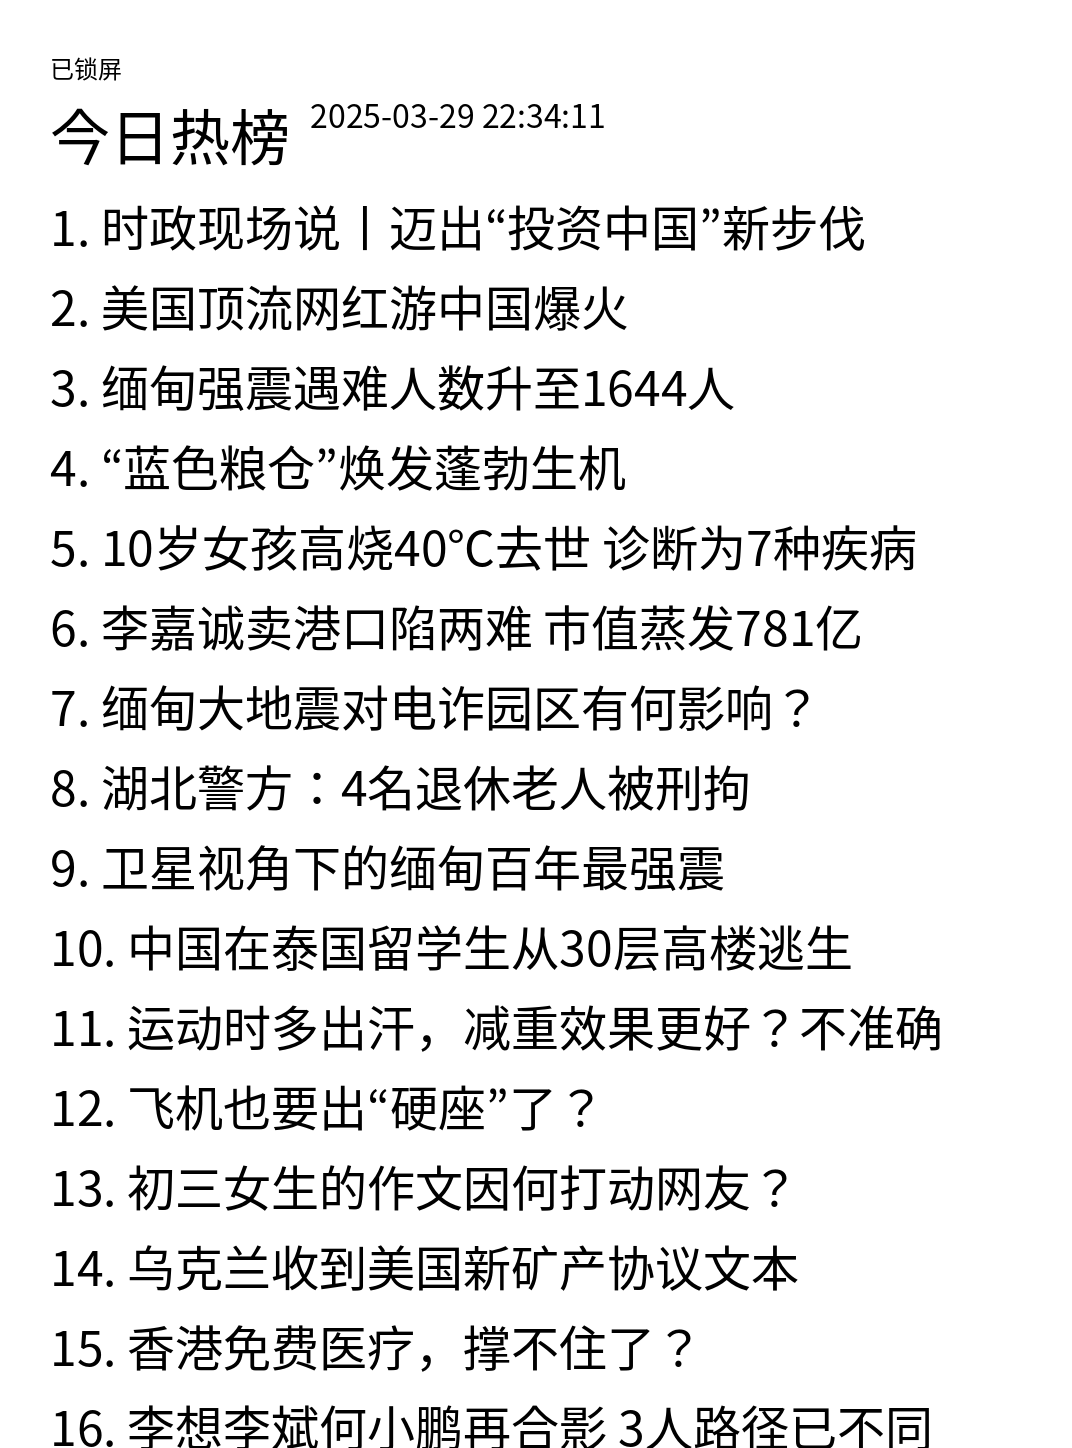 已锁屏
今日热榜 2025-03-29 22:34:11
1. 时政现场说丨迈出“投资中国”新步伐
2. 美国顶流网红游中国爆火
3. 缅甸强震遇难人数升至1644人
4. “蓝色粮仓”焕发蓬勃生机
5. 10岁女孩高烧40℃去世 诊断为7种疾病
6. 李嘉诚卖港口陷两难 市值蒸发781亿
7. 缅甸大地震对电诈园区有何影响？
8. 湖北警方：4名退休老人被刑拘
9. 卫星视角下的缅甸百年最强震
10. 中国在泰国留学生从30层高楼逃生
11. 运动时多出汗，减重效果更好？不准确
12. 飞机也要出“硬座”了？
13. 初三女生的作文因何打动网友？
14. 乌克兰收到美国新矿产协议文本
15. 香港免费医疗，撑不住了？
16. 李想李斌何小鹏再合影 3人路径已不同